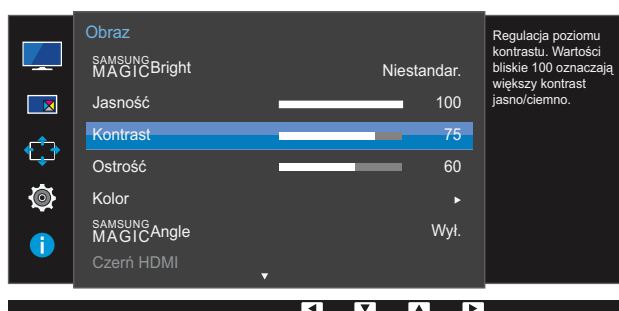 Obraz
SAMSUNG
MAGICBright Niestandar.
Jasność 100
Kontrast 75
Ostrość 60
Kolor
SAMSUNG
MAGICAngle Wył.
Czerń HDMI
Regulacja poziomu
kontrastu. Wartości
bliskie 100 oznaczają
większy kontrast
jasno/ciemno.